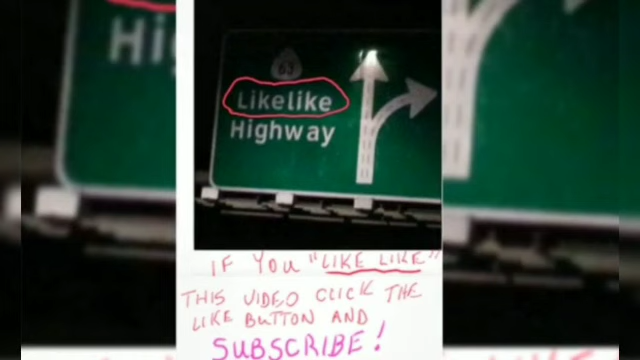 63
Likelike
Highway
IF YOU "LIKE LIKE"
THIS VIDEO CLICK THE
LIKE BUTTON AND
SUBSCRIBE!